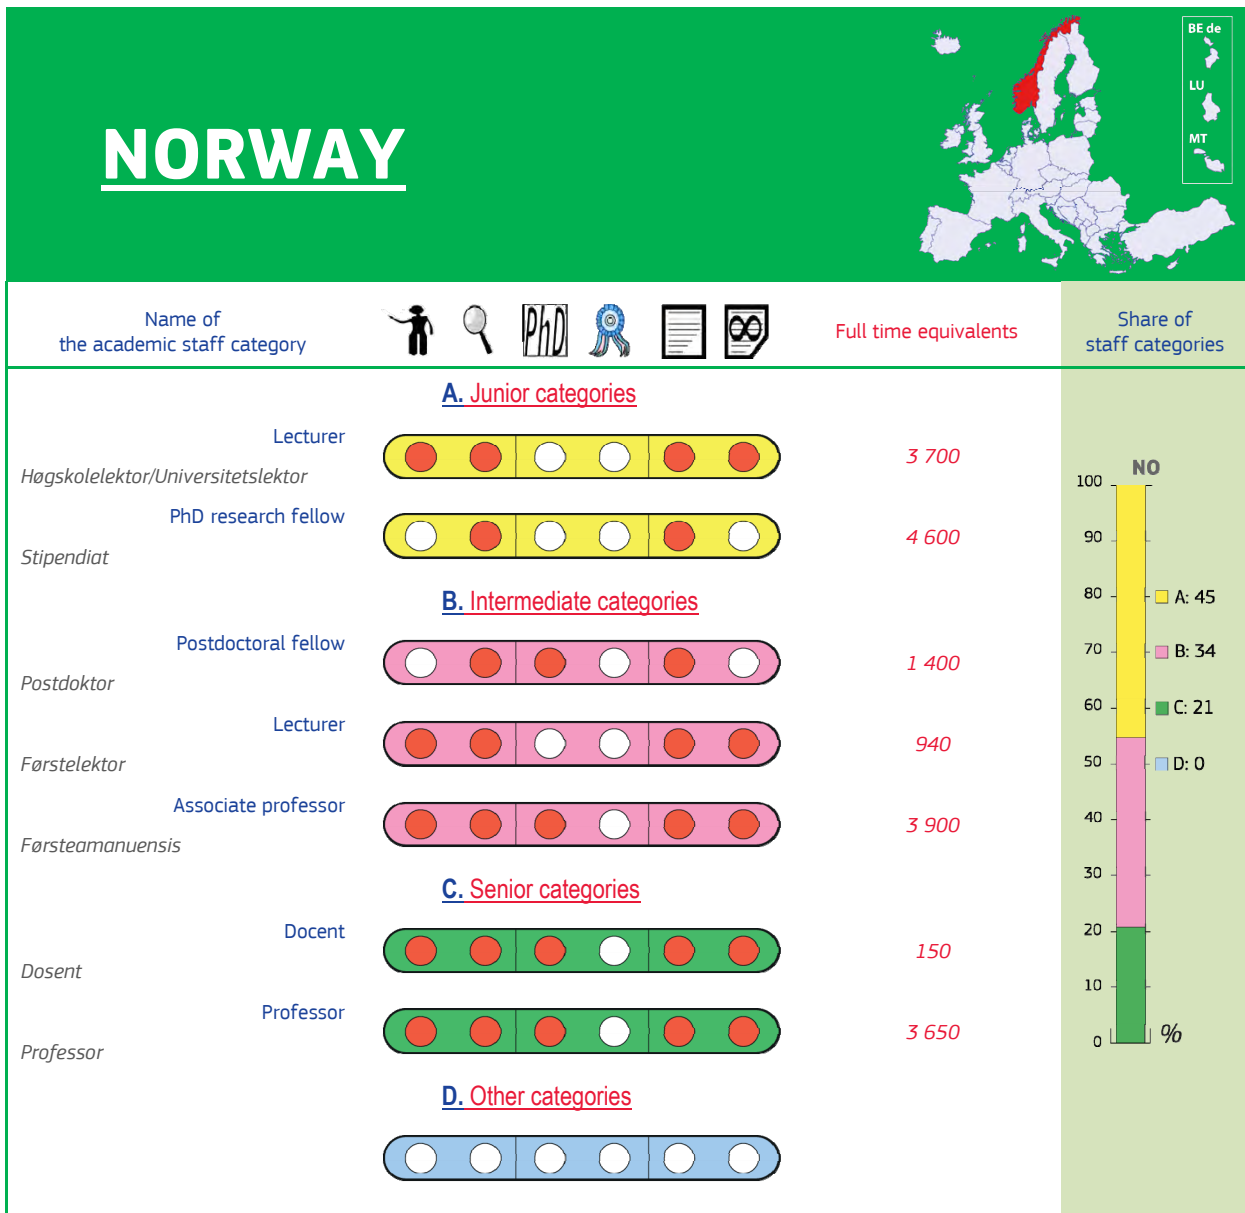 NORWAY
BE de
LU
MT
Name of
the academic staff category
PhD
Full time equivalents
Share of
staff categories
A. Junior categories
Lecturer
Høgskolelektor/Universitetslektor
3 700
PhD research fellow
Stipendiat
4 600
B. Intermediate categories
Postdoctoral fellow
Postdoktor
1 400
Lecturer
Førstelektor
940
Associate professor
Førsteamanuensis
3 900
C. Senior categories
Docent
Dosent
150
Professor
Professor
3 650
D. Other categories
NO
100
90
80
70
60
50
40
30
20
10
0
%
A: 45
B: 34
C: 21
D: 0